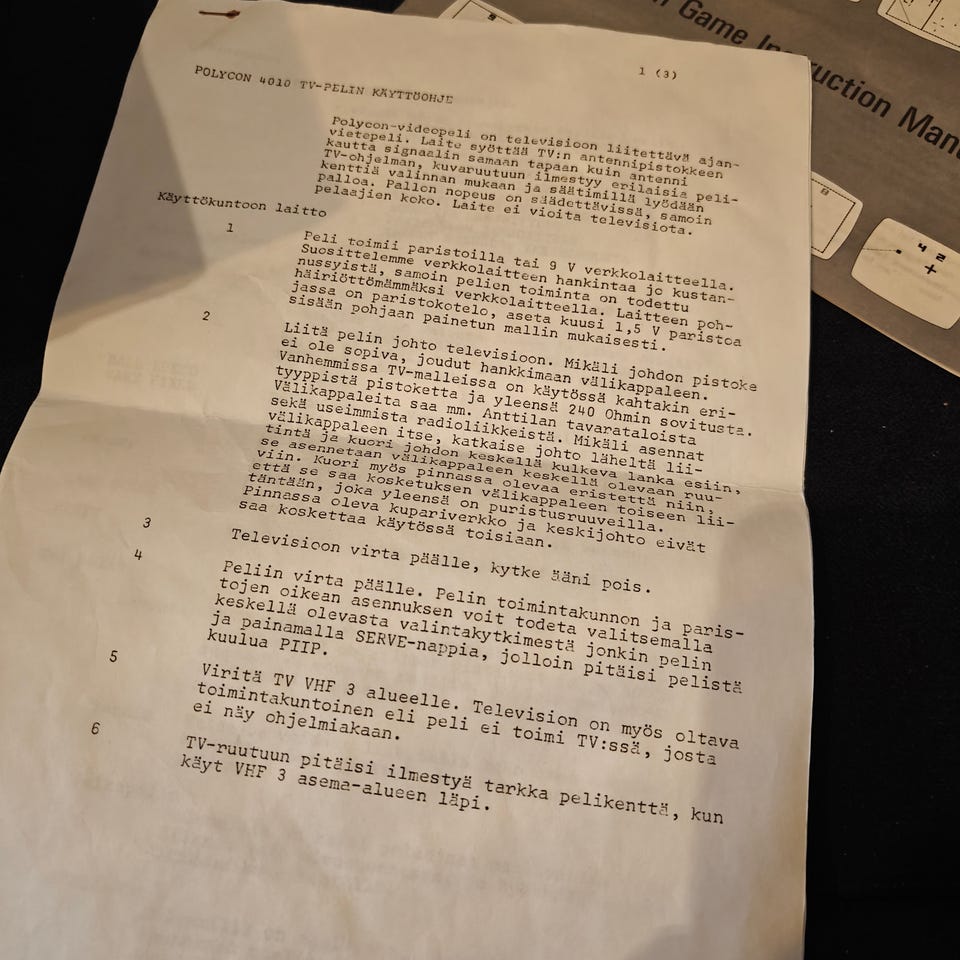 1 (3)
POLYCON 4010 TV-PELIN KÄYTTÖOHJE
Polycon-videopeli on televisioon liitettävä ajan-
vietepeli. Laite syöttää TV:n antennipistokkeen
kautta signaalin samaan tapaan kuin antenni
TV-ohjelman, kuvaruutuun ilmestyy erilaisia peli-
kenttiä valinnan mukaan ja säätimillä lyödään
palloa. Pallon nopeus on säädettävissä, samoin
pelaajien koko. Laite ei vioita televisiota.
Käyttökuntoon laitto
1
Peli toimii paristoilla tai 9 V verkkolaitteella.
Suosittelemme verkkolaitteen hankintaa jo kustan-
nussyistä, samoin pelien toiminta on todettu
häiriöttömämmäksi verkkolaitteella. Laitteen poh-
jassa on paristokotelo, aseta kuusi 1,5 V paristoa
sisään pohjaan painetun mallin mukaisesti.
2
Liitä pelin johto televisioon. Mikäli johdon pistoke
ei ole sopiva, joudut hankkimaan välikappaleen.
Vanhemmissa TV-malleissa on käytössä kahtakin eri-
tyyppistä pistoketta ja yleensä 240 Ohmin sovitusta.
Välikappaleita saa mm. Anttilan tavarataloista
sekä useimmista radioliikkeistä. Mikäli asennat
välikappaleen itse, katkaise johto läheltä lii-
tintä ja kuori johdon keskellä kulkeva lanka esiin,
se asennetaan välikappaleen keskellä olevaan ruu-
viin. Kuori myös pinnassa olevaa eristettä niin,
että se saa kosketuksen välikappaleen toiseen lii-
täntään, joka yleensä on puristusruuveilla.
Pinnassa oleva kupariverkko ja keskijohto eivät
saa koskettaa käytössä toisiaan.
3
Televisioon virta päälle, kytke ääni pois.
4
Peliin virta päälle. Pelin toimintakunnon ja paris-
tojen oikean asennuksen voit todeta valitsemalla
keskellä olevasta valintakytkimestä jonkin pelin
ja painamalla SERVE-nappia, jolloin pitäisi pelistä
kuulua PIIP.
5
Viritä TV VHF 3 alueelle. Television on myös oltava
toimintakuntoinen eli peli ei toimi TV:ssä, josta
ei näy ohjelmiakaan.
6
TV-ruutuun pitäisi ilmestyä tarkka pelikenttä, kun
käyt VHF 3 asema-alueen läpi.
Game Instruction Manu
4 2